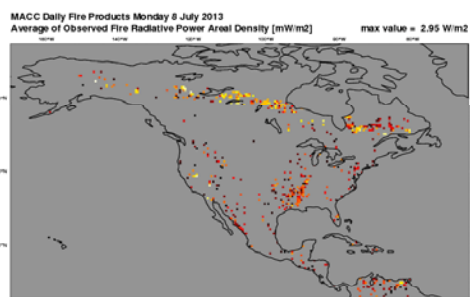 MACC Daily Fire Products Monday 8 July 2013
Average of Observed Fire Radiative Power Areal Density [mW/m2] max value = 2.95 W/m2